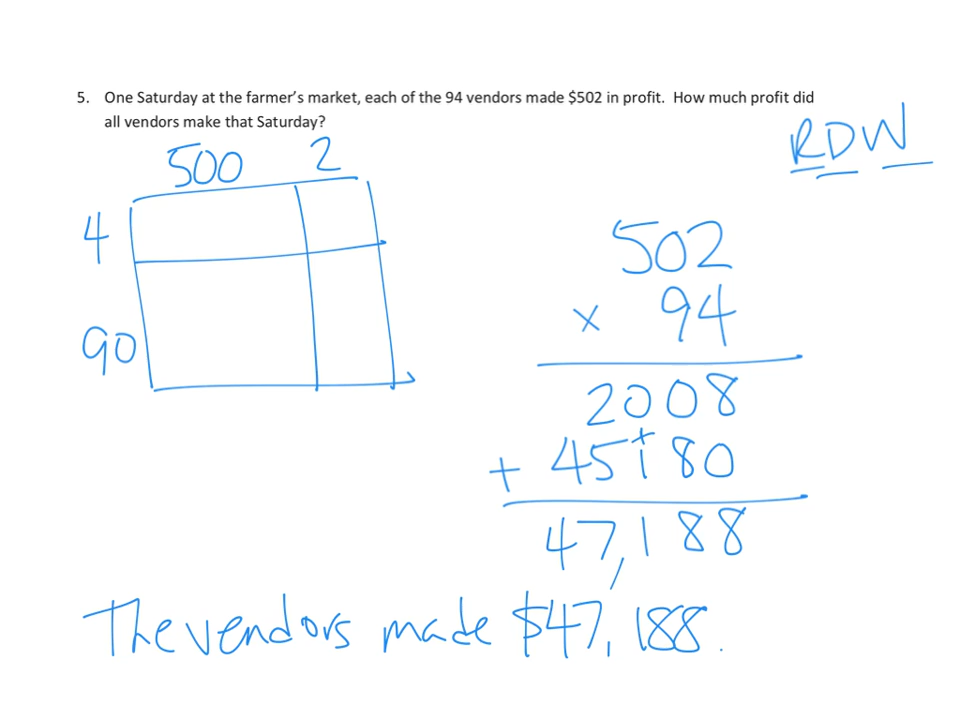 5. One Saturday at the farmer's market, each of the 94 vendors made $502 in profit. How much profit did
all vendors make that Saturday?
RDW
500 2
4
90
502
x 94
2008
+ 45180
47,188
The vendors made $47,188.